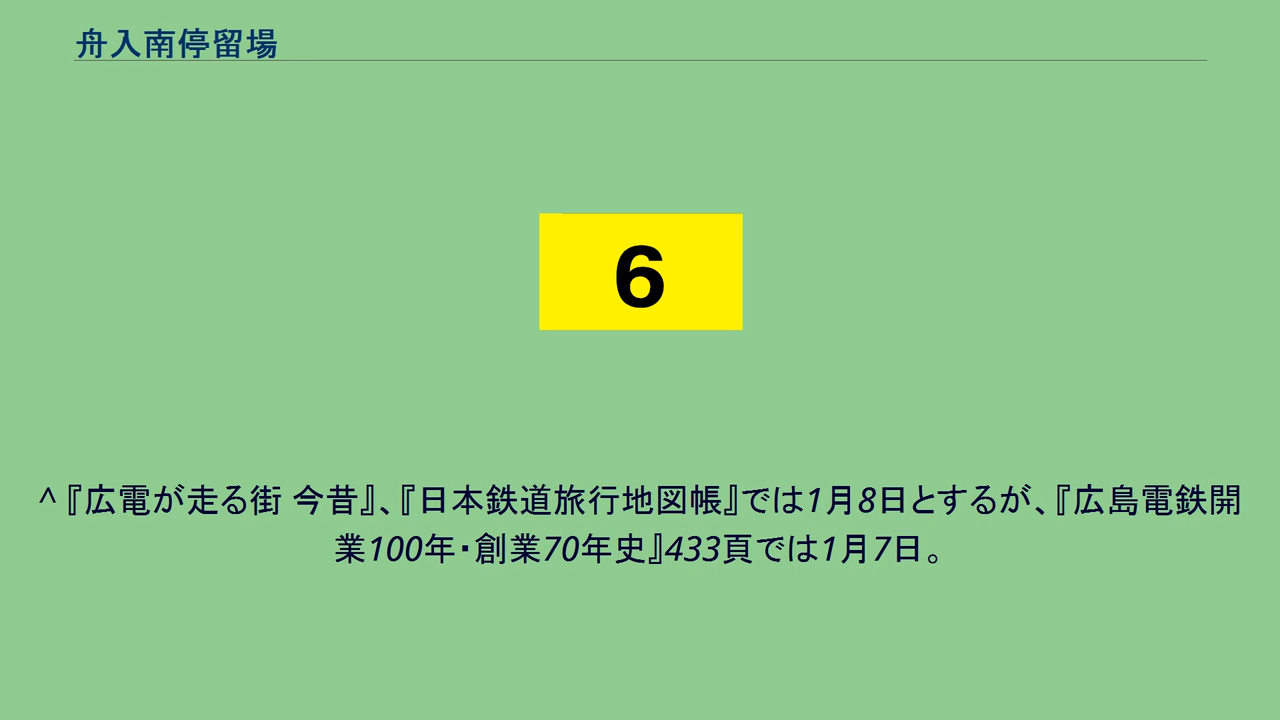 舟入南停留場
6
^『広電が走る街 今昔』、『日本鉄道旅行地図帳』では1月8日とするが、『広島電鉄開
業100年・創業70年史』433頁では1月7日。